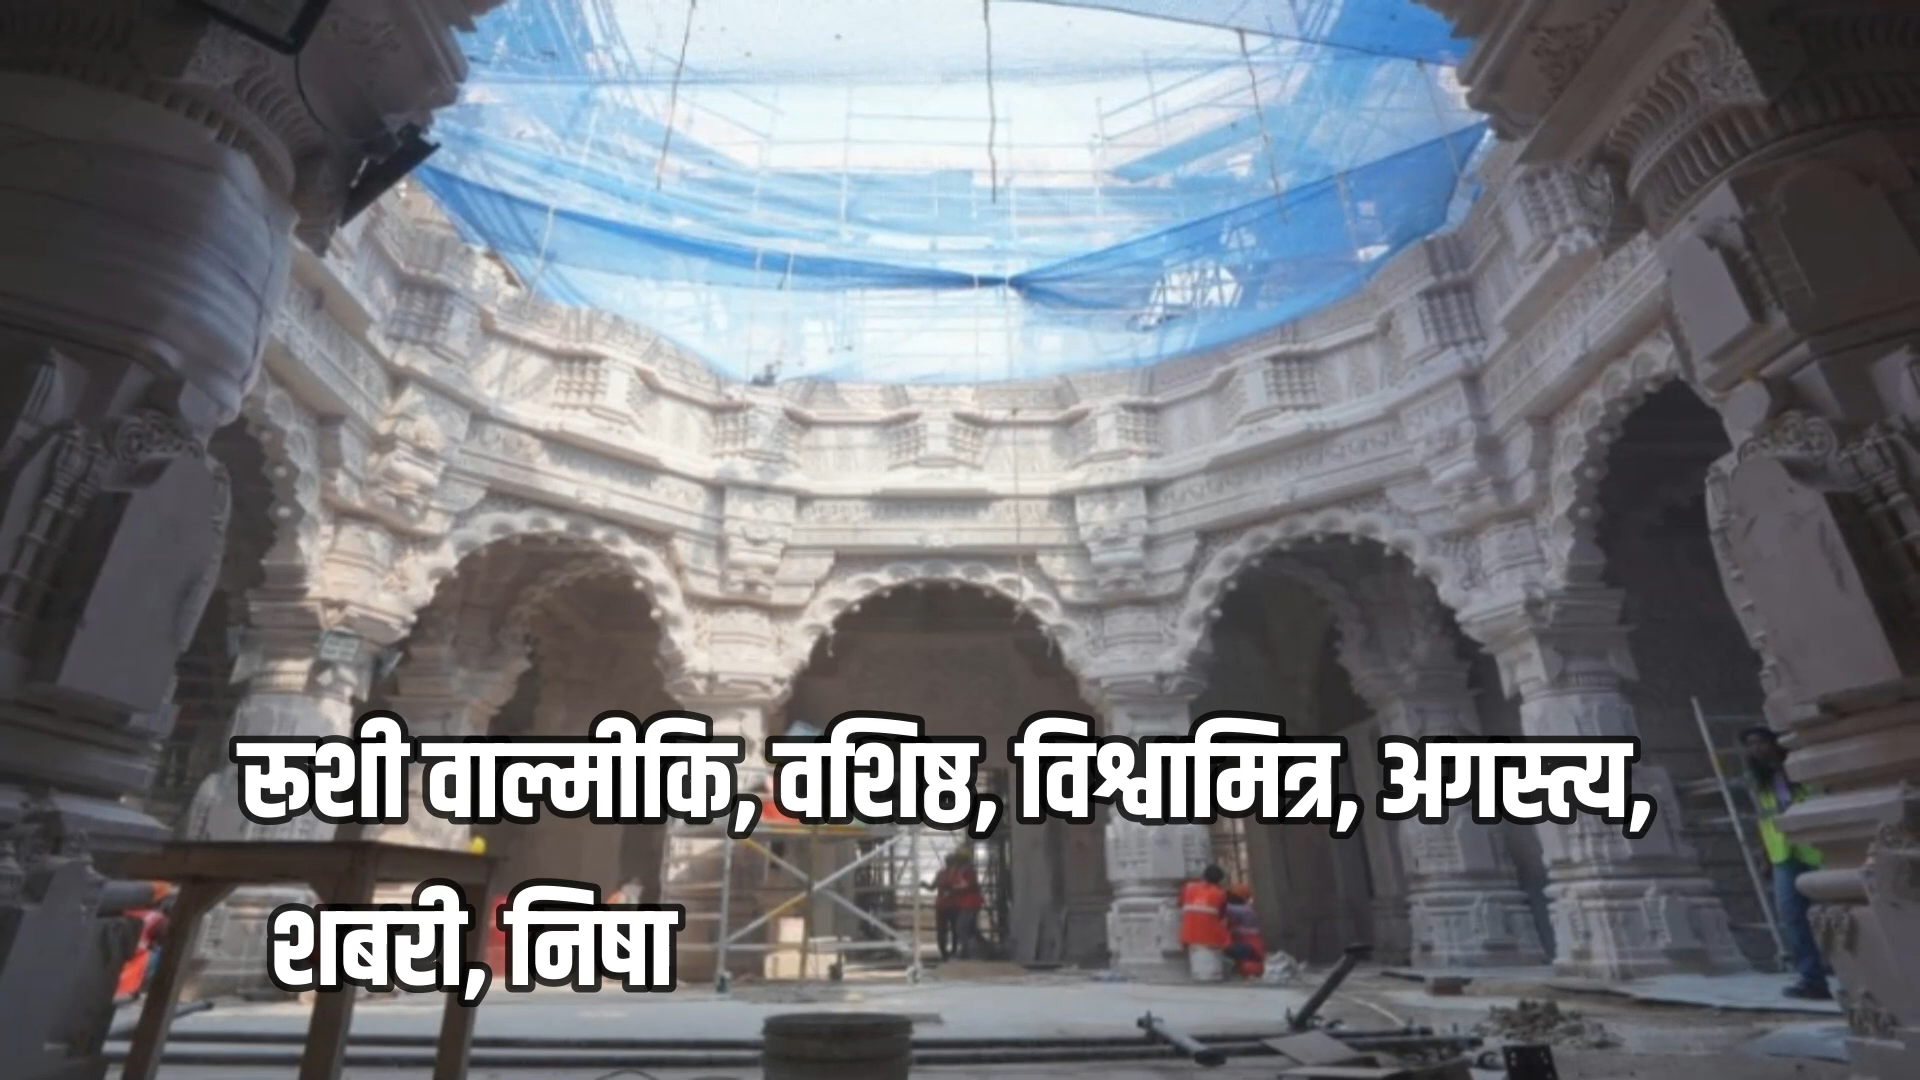 रूशी वाल्मीकि, वशिष्ठ, विश्वामित्र, अगस्त्य,
शबरी, निषा